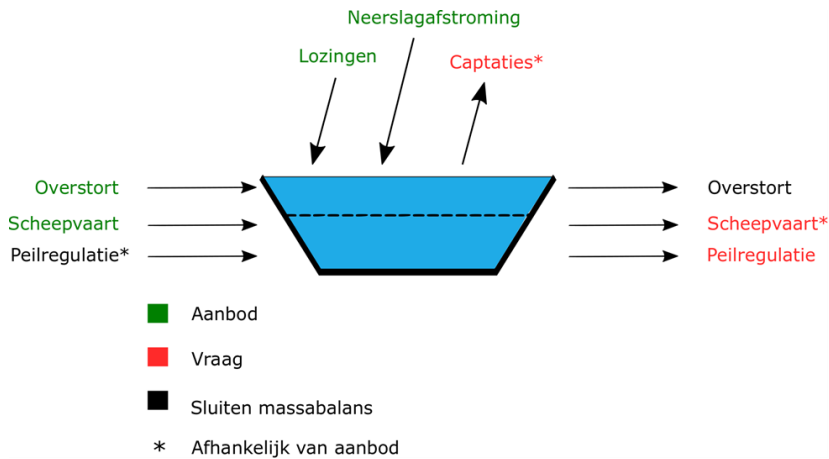 Neerslagafstroming
Lozingen
Captaties*
Overstort
Overstort
Scheepvaart
Scheepvaart*
Peilregulatie*
Peilregulatie
Aanbod
Vraag
Sluiten massabalans
* Afhankelijk van aanbod